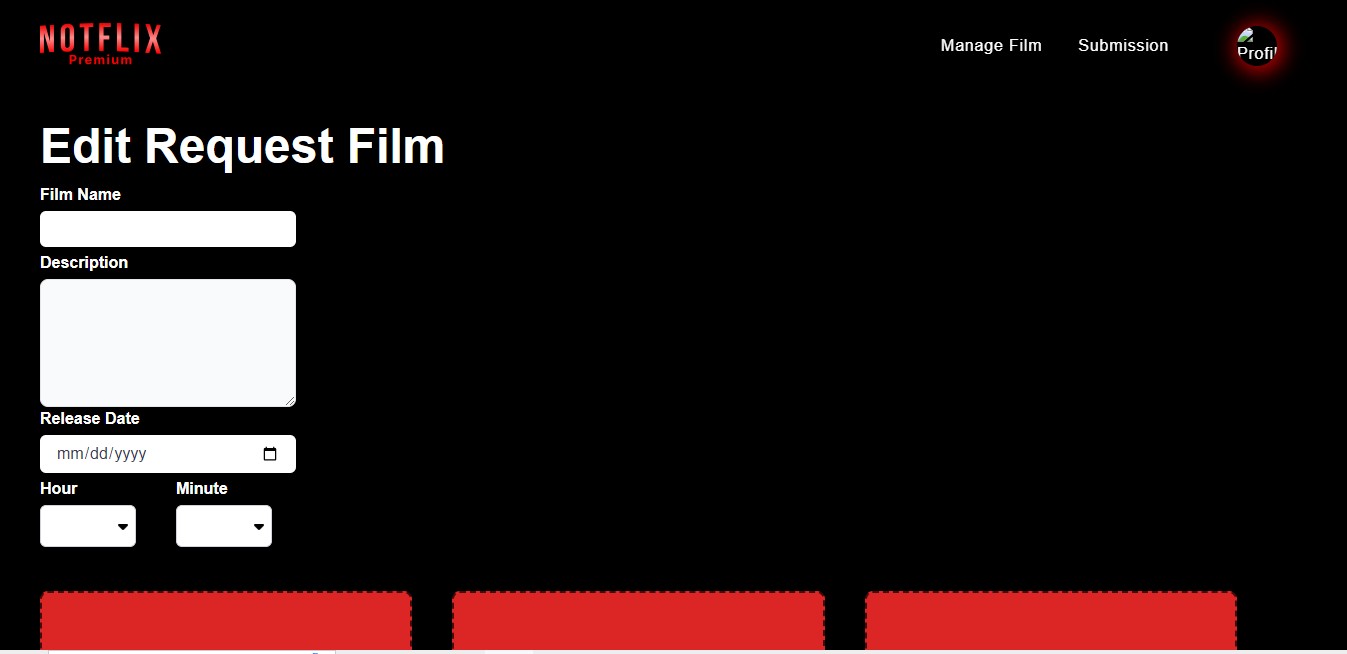 NOTFLIX
Premium
Manage Film
Submission
Profil
Edit Request Film
Film Name
Description
Release Date
mm/dd/yyyy
Hour
Minute